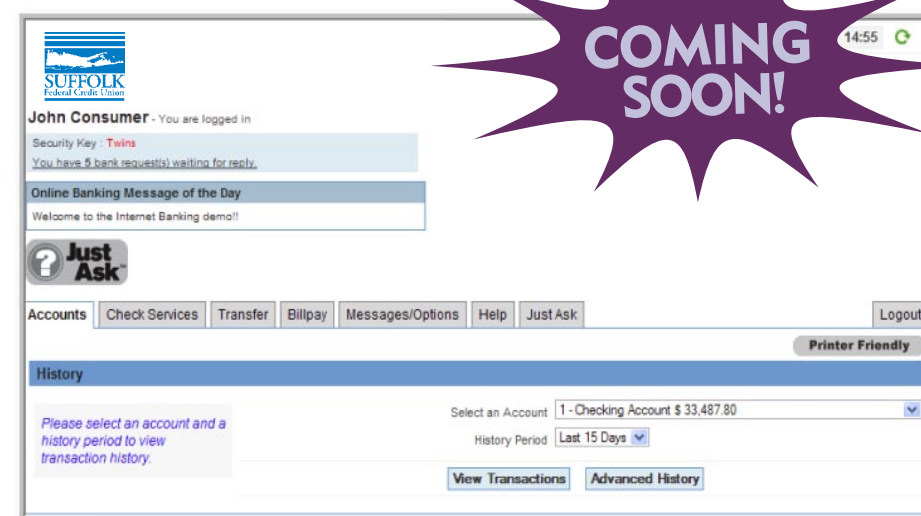 COMING
SOON!
14:55
SUFFOLK
Federal Credit Union
John Consumer - You are logged in
Security Key : Twins
You have 5 bank request(s) waiting for reply.
Online Banking Message of the Day
Welcome to the Internet Banking demo!!
? Just
Ask™
Accounts Check Services Transfer Billpay Messages/Options Help Just Ask Logout
Printer Friendly
History
Select an Account 1 - Checking Account $ 33,487.80
Please select an account and a
history period to view
transaction history.
History Period Last 15 Days
View Transactions Advanced History